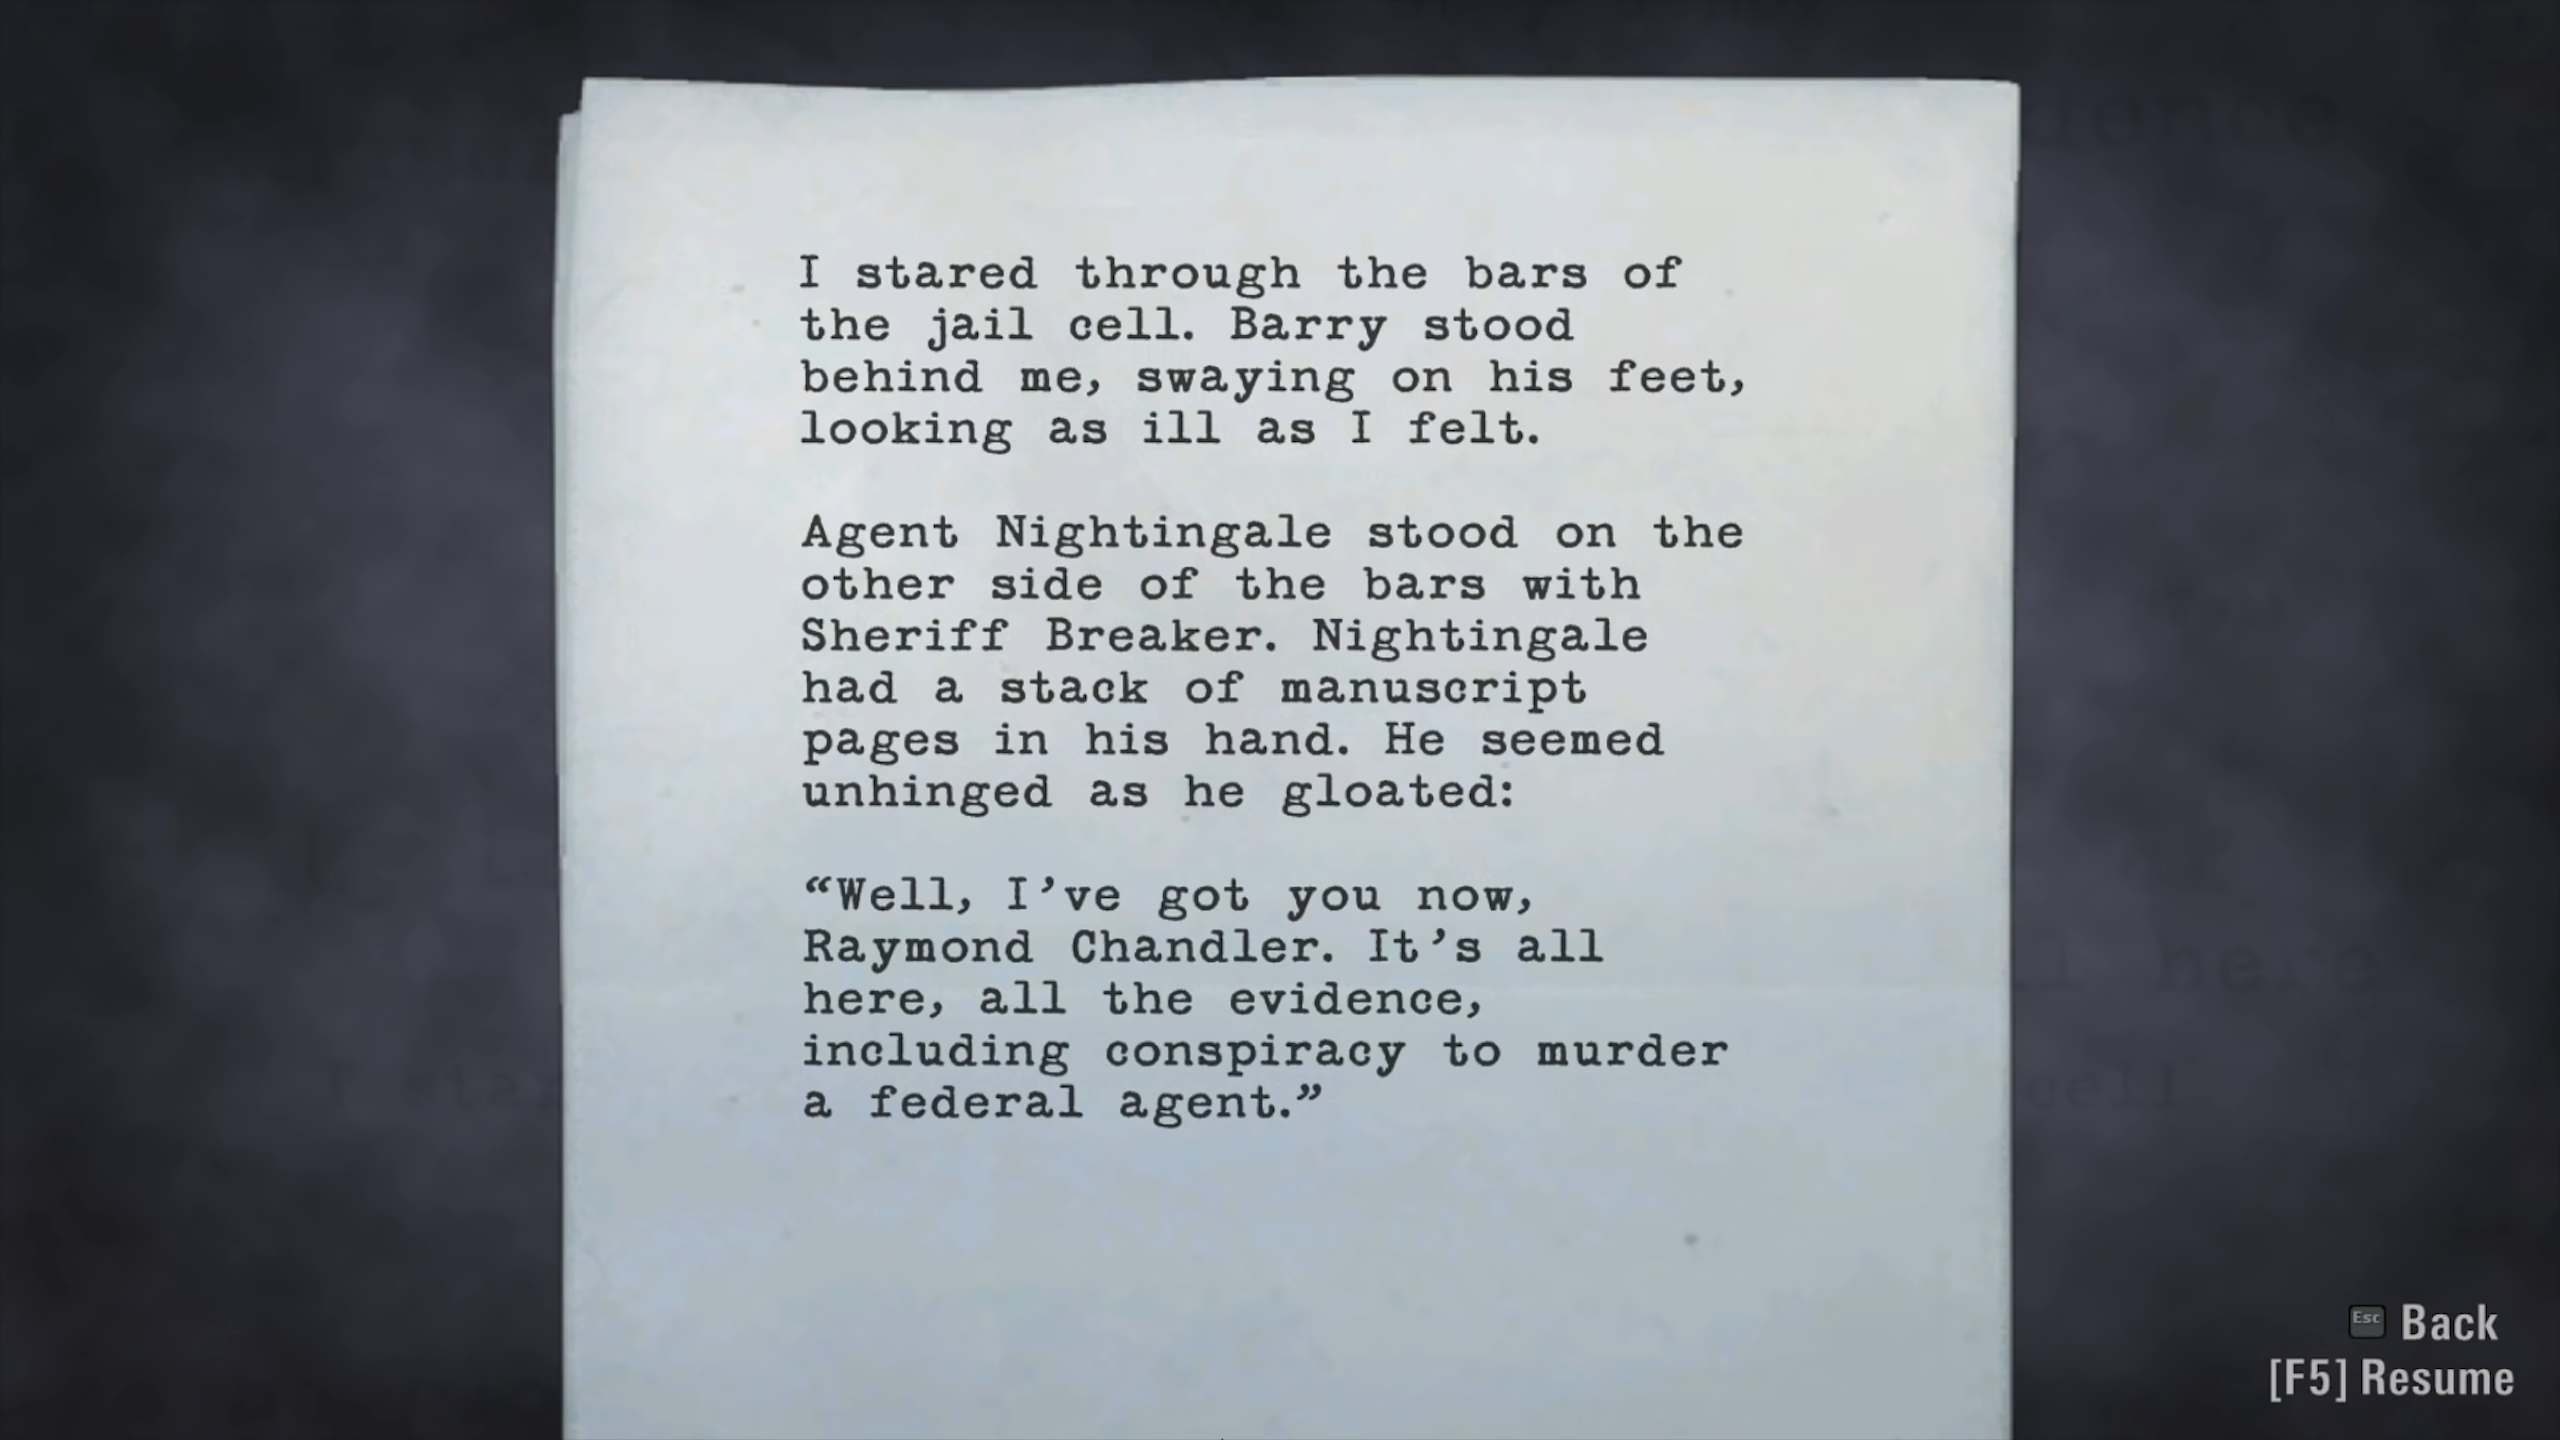 I stared through the bars of
the jail cell. Barry stood
behind me, swaying on his feet,
looking as ill as I felt.
Agent Nightingale stood on the
other side of the bars with
Sheriff Breaker. Nightingale
had a stack of manuscript
pages in his hand. He seemed
unhinged as he gloated:
“Well, I’ve got you now,
Raymond Chandler. It’s all
here, all the evidence,
including conspiracy to murder
a federal agent.”
Esc Back
[F5] Resume